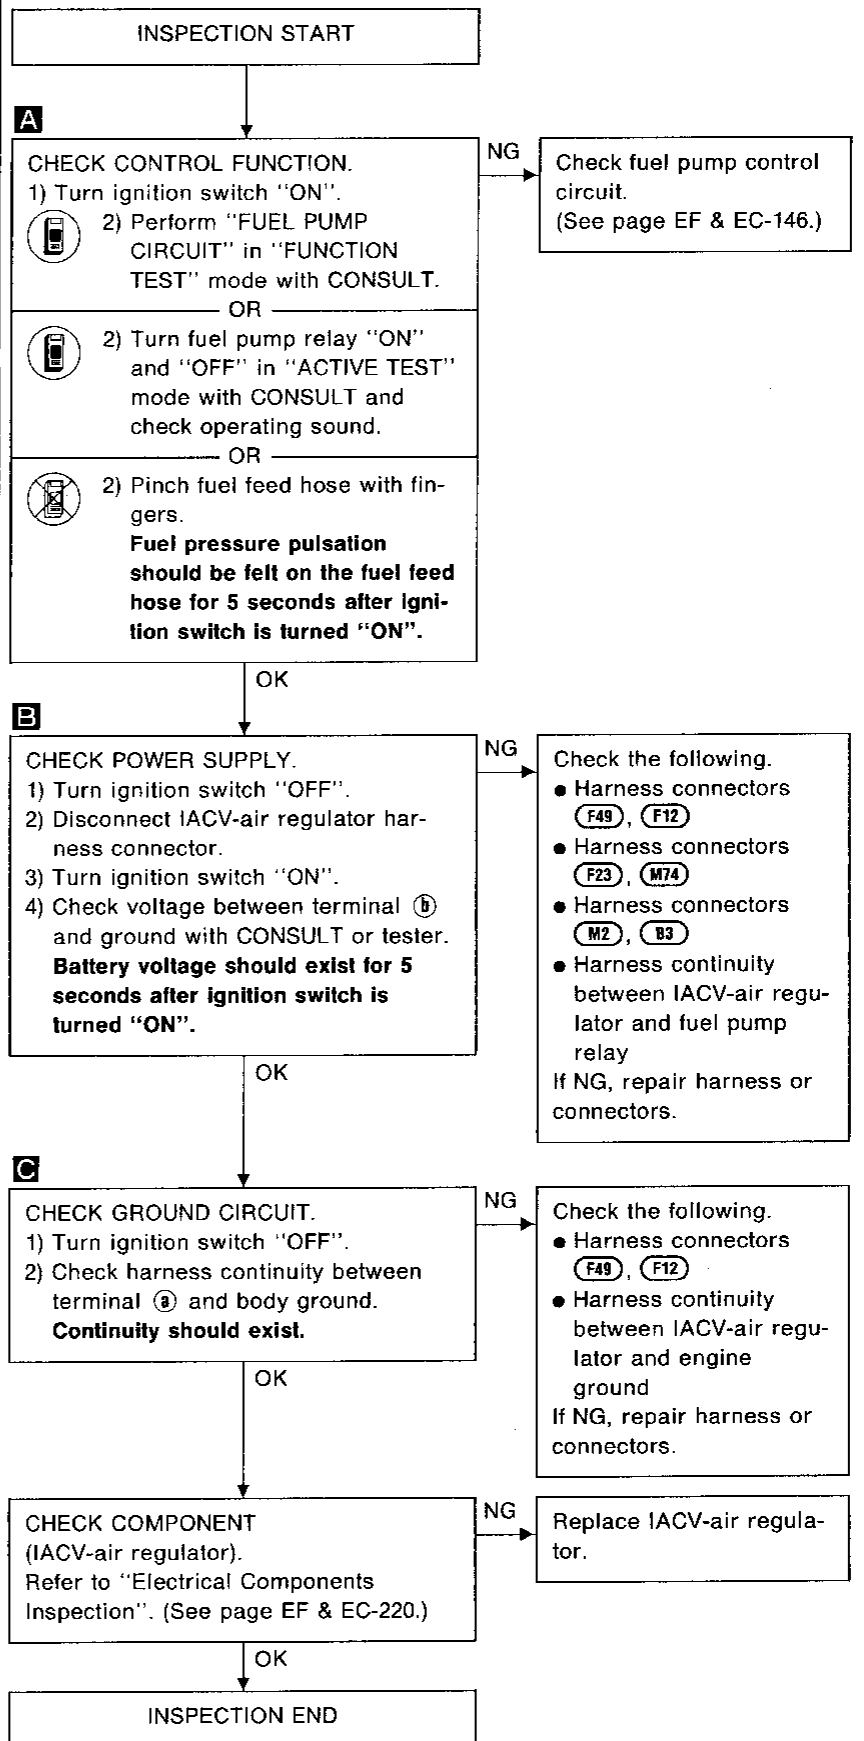 INSPECTION START
A
CHECK CONTROL FUNCTION.
1) Turn ignition switch "ON".
2) Perform "FUEL PUMP
CIRCUIT" in "FUNCTION
TEST" mode with CONSULT.
OR
2) Turn fuel pump relay "ON"
and "OFF" in "ACTIVE TEST"
mode with CONSULT and
check operating sound.
OR
2) Pinch fuel feed hose with fin-
gers.
Fuel pressure pulsation
should be felt on the fuel feed
hose for 5 seconds after igni-
tion switch is turned "ON".
NG
Check fuel pump control
circuit.
(See page EF & EC-146.)
OK
B
CHECK POWER SUPPLY.
1) Turn ignition switch "OFF".
2) Disconnect IACV-air regulator har-
ness connector.
3) Turn ignition switch "ON".
4) Check voltage between terminal ⓑ
and ground with CONSULT or tester.
Battery voltage should exist for 5
seconds after ignition switch is
turned "ON".
NG
Check the following.
● Harness connectors
F49, F12
● Harness connectors
F23, M74
● Harness connectors
M2, B3
● Harness continuity
between IACV-air regu-
lator and fuel pump
relay
If NG, repair harness or
connectors.
OK
C
CHECK GROUND CIRCUIT.
1) Turn ignition switch "OFF".
2) Check harness continuity between
terminal ⓐ and body ground.
Continuity should exist.
NG
Check the following.
● Harness connectors
F49, F12
● Harness continuity
between IACV-air regu-
lator and engine
ground
If NG, repair harness or
connectors.
OK
CHECK COMPONENT
(IACV-air regulator).
Refer to "Electrical Components
Inspection". (See page EF & EC-220.)
NG
Replace IACV-air regula-
tor.
OK
INSPECTION END